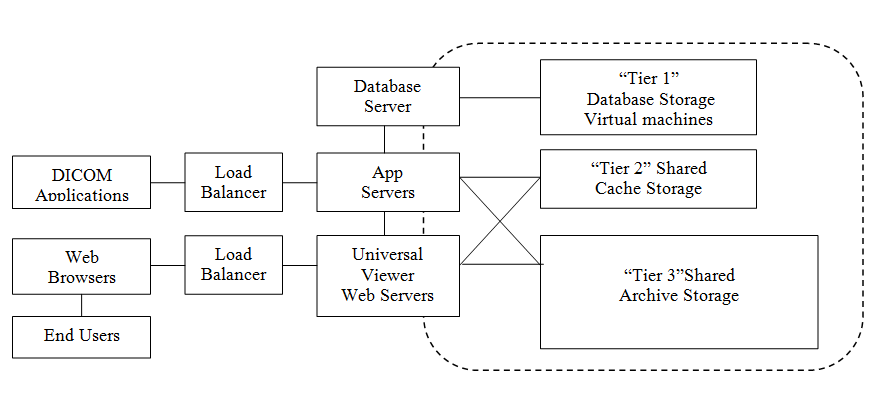 Database
Server
“Tier 1”
Database Storage
Virtual machines
DICOM
Applications
Load
Balancer
App
Servers
“Tier 2” Shared
Cache Storage
Web
Browsers
Load
Balancer
Universal
Viewer
Web Servers
“Tier 3”Shared
Archive Storage
End Users